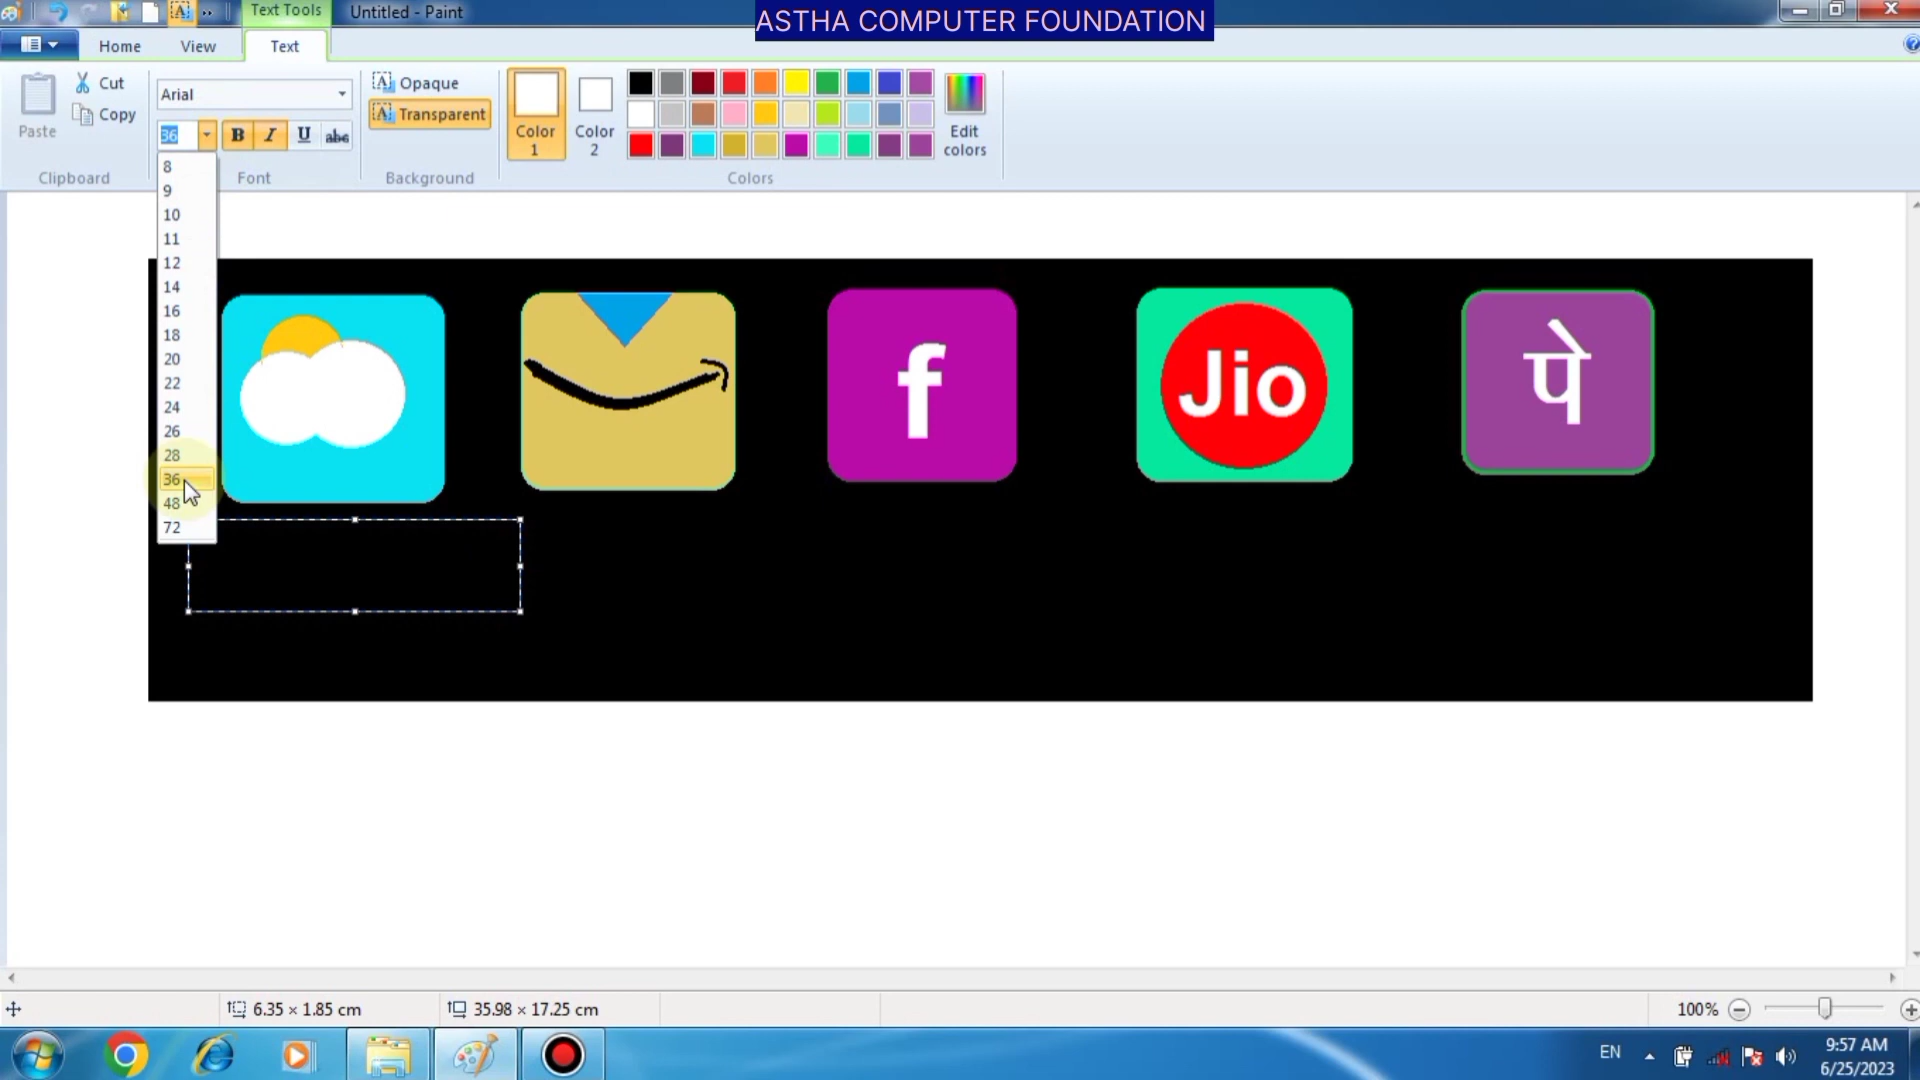 Text Tools
Untitled - Paint
ASTHA COMPUTER FOUNDATION
Home
View
Text
Paste
Cut
Copy
Clipboard
Arial
36
B I U abc
Font
Opaque
Transparent
Background
Color
1
Color
2
Edit
colors
Colors
8
9
10
11
12
14
16
18
20
22
24
26
28
36
48
72
f
Jio
पे
6.35 × 1.85 cm
35.98 × 17.25 cm
100%
EN
9:57 AM
6/25/2023